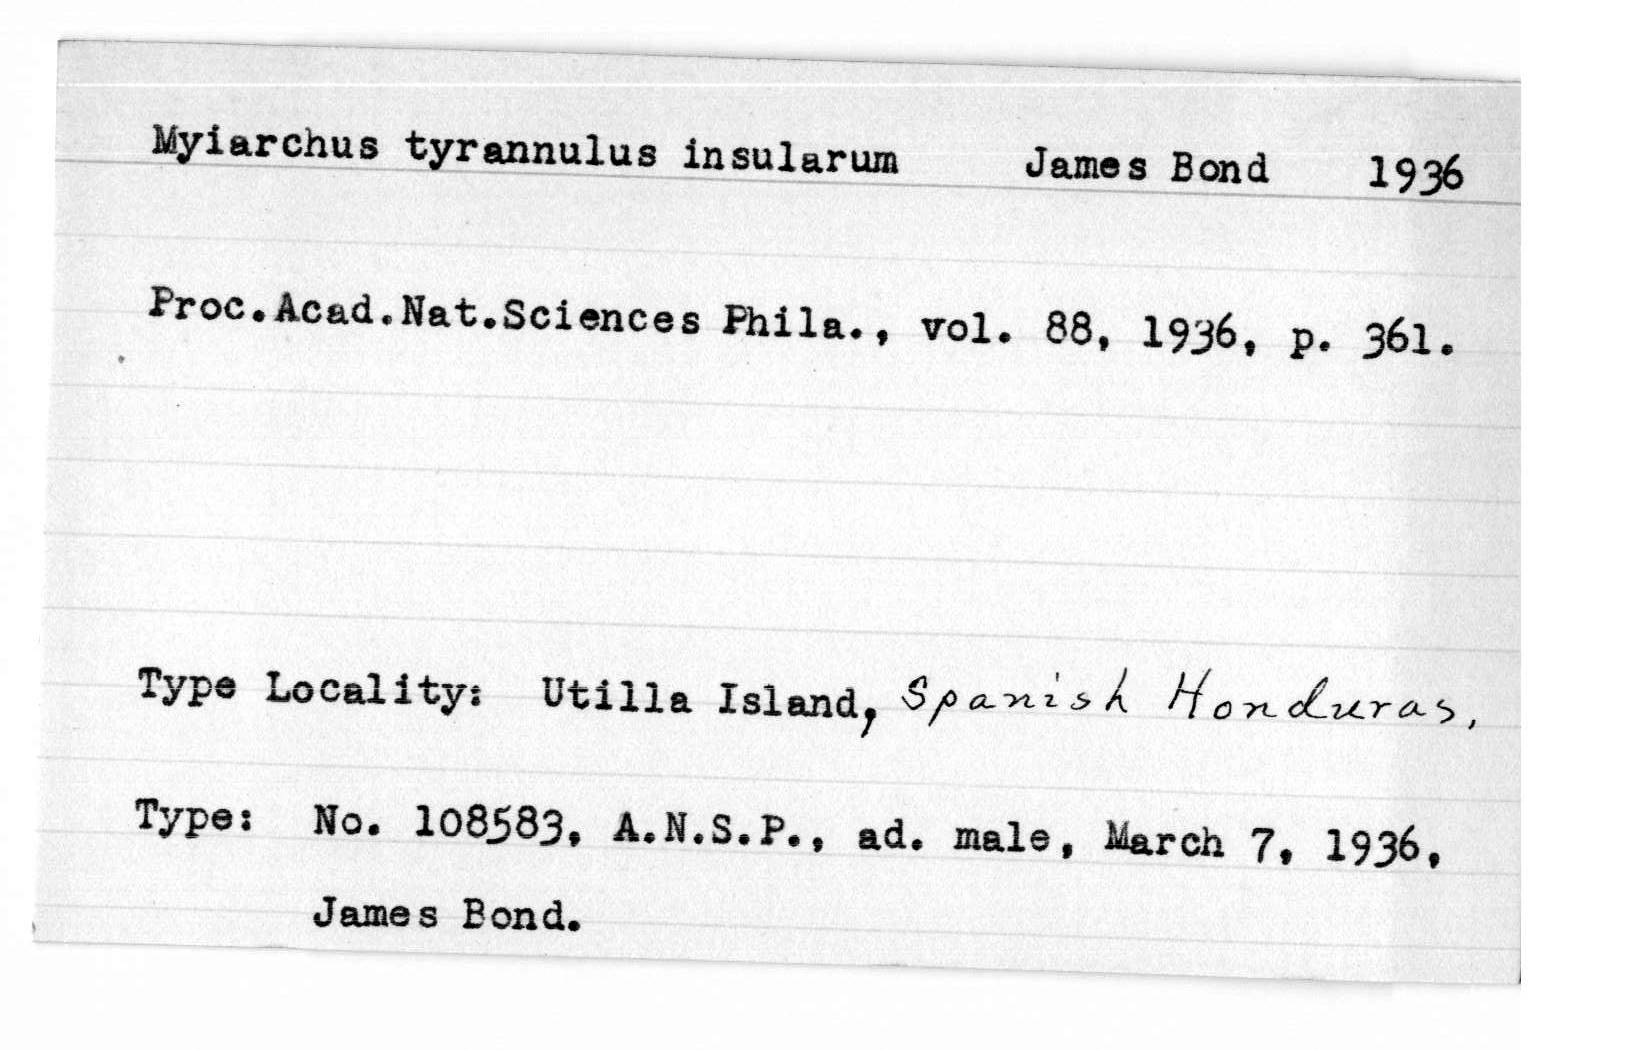 Myiarchus tyrannulus insularum James Bond 1936
Proc.Acad.Nat.Sciences Phila., vol. 88, 1936, p. 361.
Type Locality: Utilla Island, Spanish Honduras,
Type: No. 108583, A.N.S.P., ad. male, March 7, 1936,
James Bond.